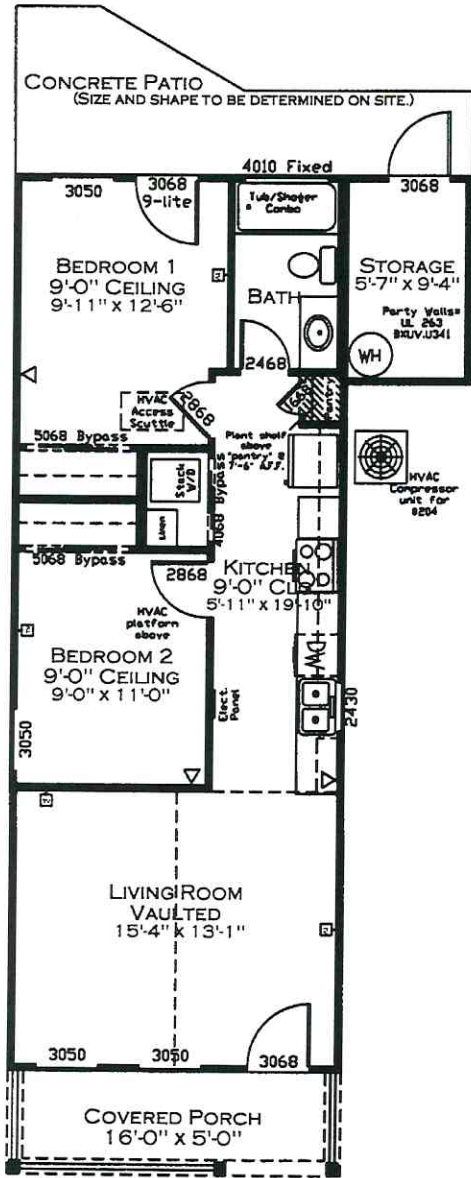 CONCRETE PATIO
(SIZE AND SHAPE TO BE DETERMINED ON SITE.)
4010 Fixed
3050
3068
9-lite
3068
Tub/Shower
Combo
BEDROOM 1
9'-0" CEILING
9'-11" x 12'-6"
BATH
STORAGE
5'-7" x 9'-4"
Party Walls=
UL 263
BXUV.U341
WH
2468
1668
Pantry
HVAC
Access
Scuttle
2868
Plant shelf
above
"pantry" @
7'-6" A.F.F.
5068 Bypass
Stack
W/D
Linen
4068 Bypass
HVAC
Compressor
unit for
#204
5068 Bypass
2868
KITCHEN
9'-0" CLG
5'-11" x 19'-10"
HVAC
platform
above
BEDROOM 2
9'-0" CEILING
9'-0" x 11'-0"
DW
Elect.
Panel
2430
3050
LIVING ROOM
VAULTED
15'-4" x 13'-1"
3050
3050
3068
COVERED PORCH
16'-0" x 5'-0"